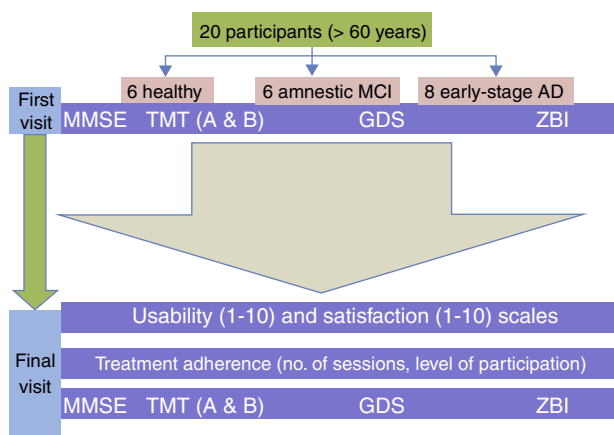 20 participants (> 60 years)
6 healthy
6 amnestic MCI
8 early-stage AD
First
visit
MMSE TMT (A & B) GDS ZBI
Usability (1-10) and satisfaction (1-10) scales
Final
visit
Treatment adherence (no. of sessions, level of participation)
MMSE TMT (A & B) GDS ZBI